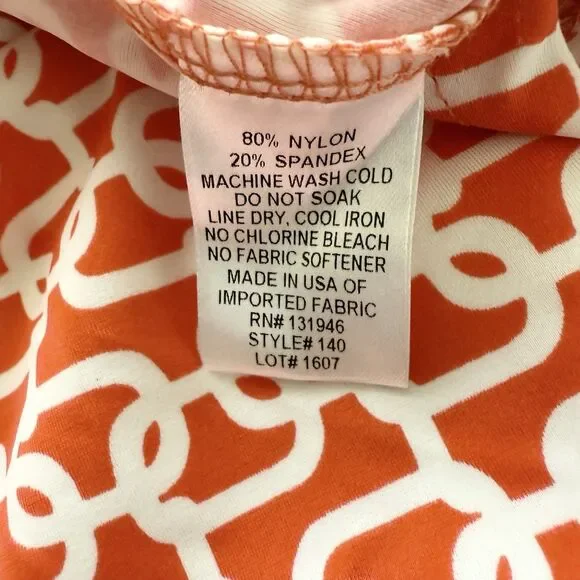 80% NYLON
20% SPANDEX
MACHINE WASH COLD
DO NOT SOAK
LINE DRY, COOL IRON
NO CHLORINE BLEACH
NO FABRIC SOFTENER
MADE IN USA OF
IMPORTED FABRIC
RN# 131946
STYLE# 140
LOT# 1607